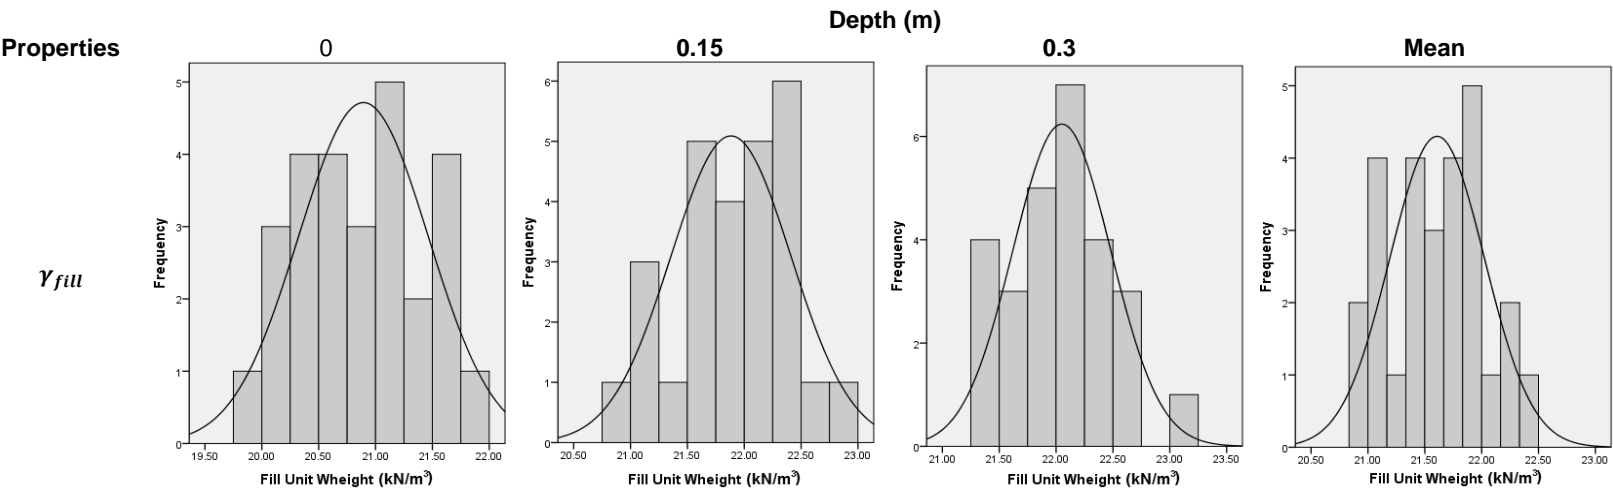 Depth (m)
Properties 0 0.15 0.3 Mean
γfill
Frequency
5
4
3
2
1
0
19.50 20.00 20.50 21.00 21.50 22.00
Fill Unit Wheight (kN/m³)
Frequency
6
5
4
3
2
1
0
20.50 21.00 21.50 22.00 22.50 23.00
Fill Unit Wheight (kN/m³)
Frequency
6
4
2
0
21.00 21.50 22.00 22.50 23.00 23.50
Fill Unit Wheight (kN/m³)
Frequency
5
4
3
2
1
0
20.50 21.00 21.50 22.00 22.50 23.00
Fill Unit Wheight (kN/m³)